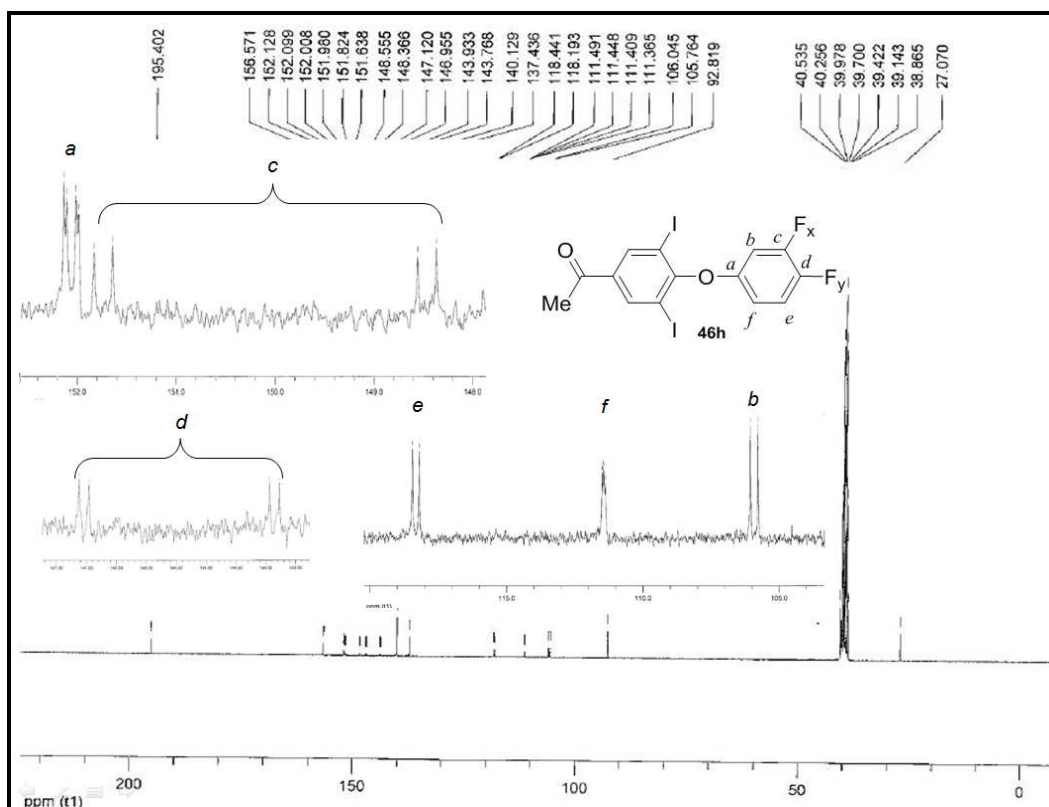 195.402
156.571
152.128
152.099
152.008
151.980
151.824
151.638
148.555
148.366
147.120
146.955
143.933
143.768
140.129
137.436
118.441
118.193
111.491
111.448
111.409
111.365
106.045
105.764
92.819
40.535
40.256
39.978
39.700
39.422
39.143
38.865
27.070
a
c
152.0 151.0 150.0 149.0 148.0
O
Me
I
I
O
a
b
c
d
e
f
Fx
Fy
46h
d
e
f
b
115.0 110.0 105.0
ppm (t1)
200 150 100 50 0
ppm (t1)